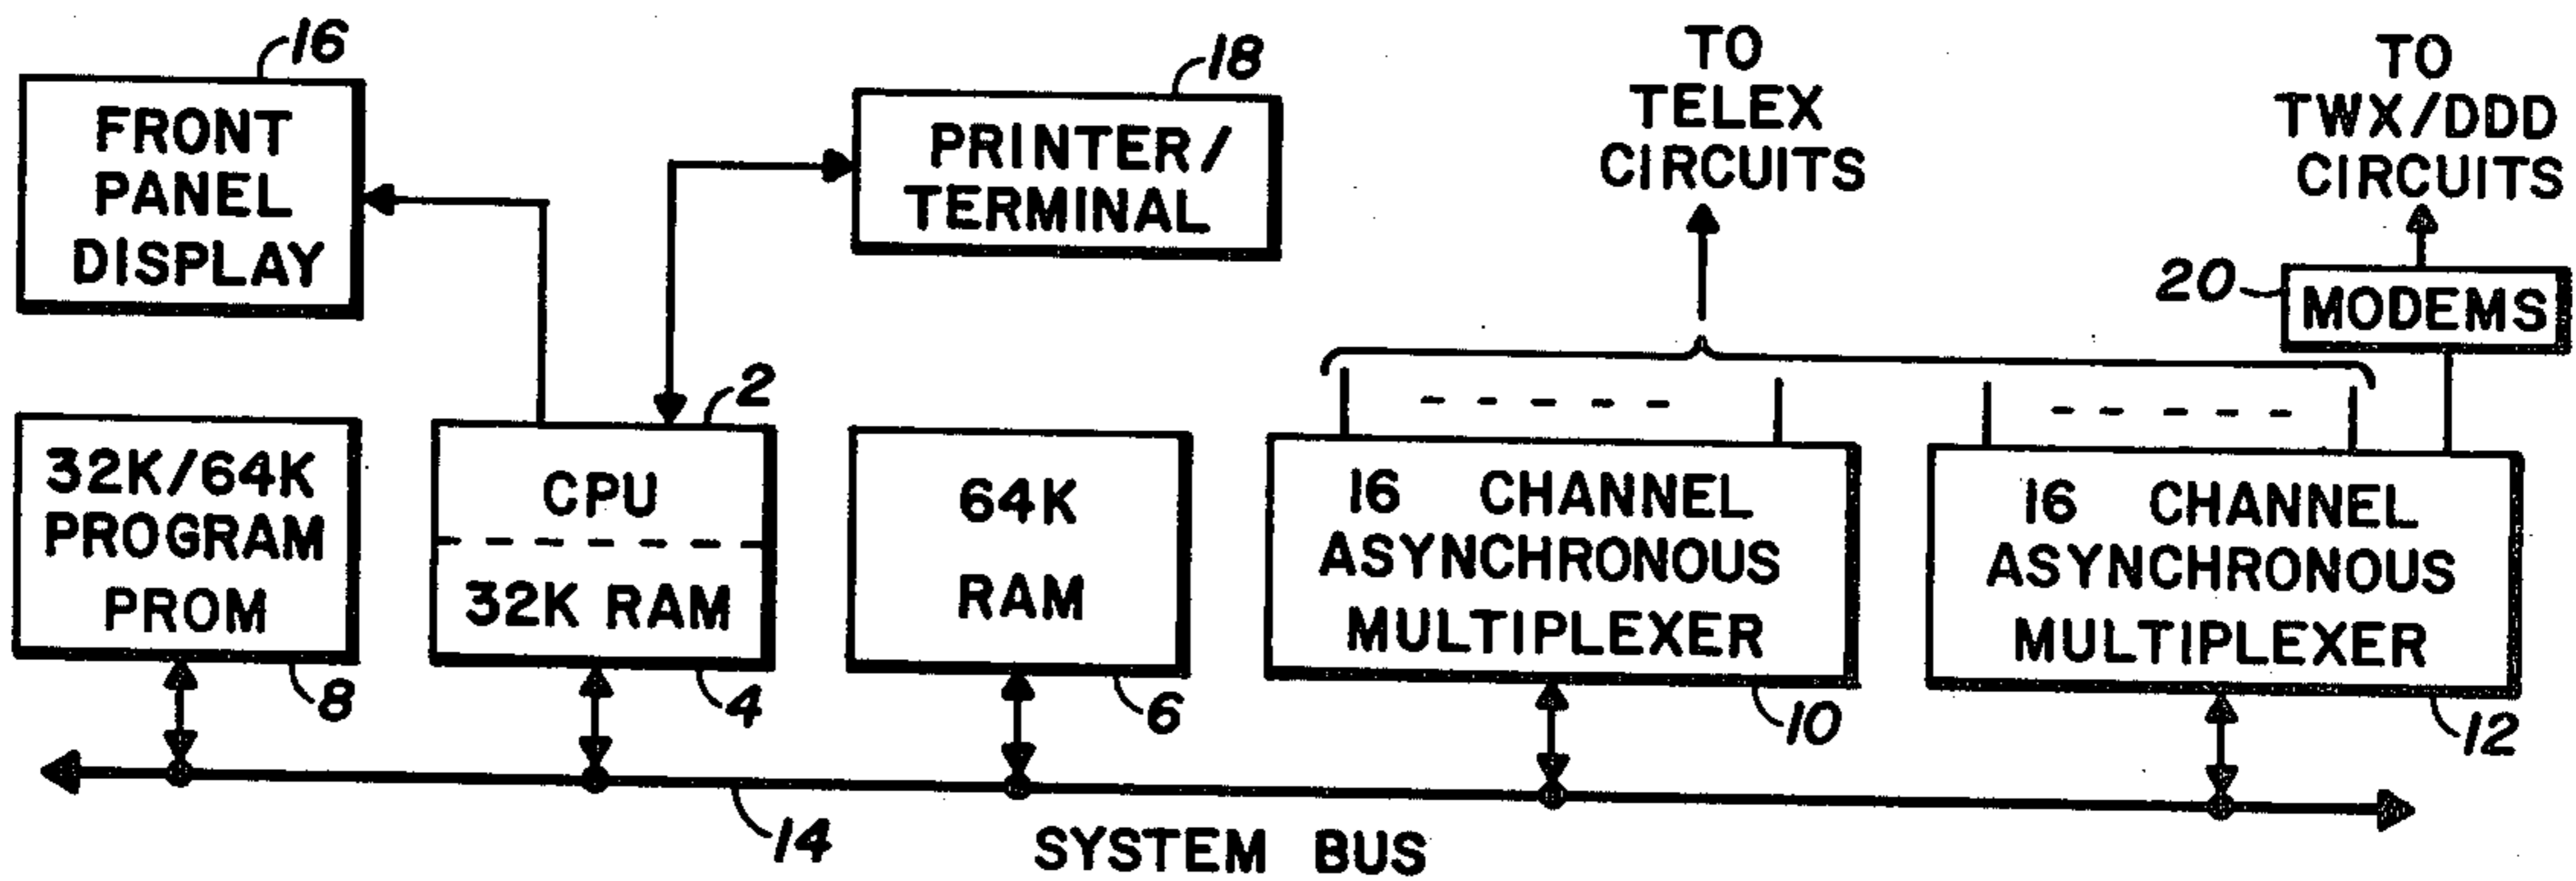 16
FRONT
PANEL
DISPLAY
18
PRINTER/
TERMINAL
TO
TELEX
CIRCUITS
TO
TWX/DDD
CIRCUITS
20
MODEMS
32K/64K
PROGRAM
PROM
8
2
CPU
32K RAM
4
64K
RAM
6
16 CHANNEL
ASYNCHRONOUS
MULTIPLEXER
10
16 CHANNEL
ASYNCHRONOUS
MULTIPLEXER
12
14
SYSTEM BUS